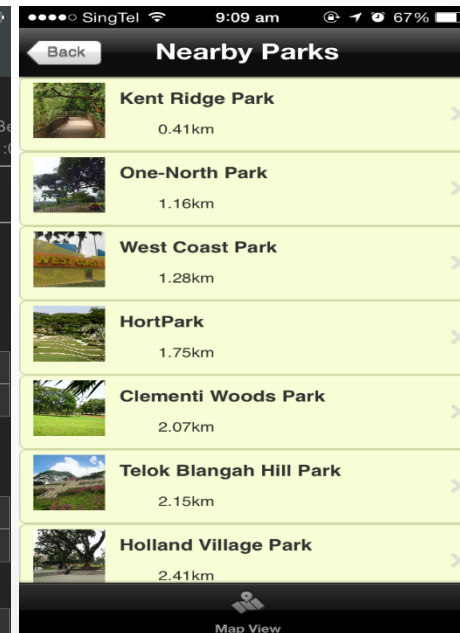 SingTel 9:09 am 67%
Back Nearby Parks
Kent Ridge Park
0.41km
One-North Park
1.16km
West Coast Park
1.28km
HortPark
1.75km
Clementi Woods Park
2.07km
Telok Blangah Hill Park
2.15km
Holland Village Park
2.41km
Map View